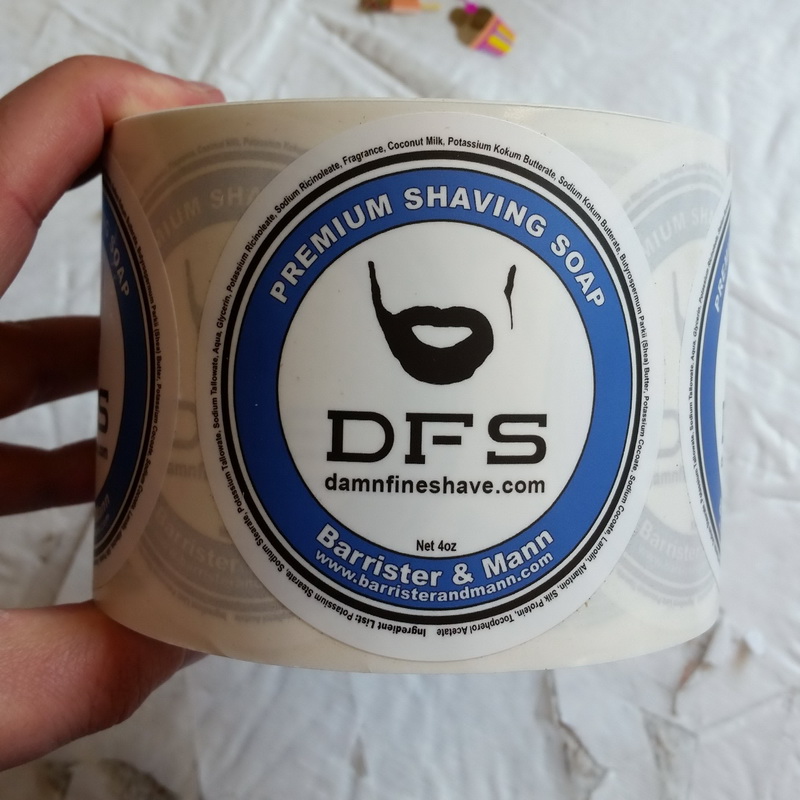 PREMIUM SHAVING SOAP
DFS
damnfineshave.com
Net 4oz
Barrister & Mann
www.barristerandmann.com
Ingredient List: Potassium Stearate, Sodium Stearate, Potassium Tallowate, Sodium Tallowate, Aqua, Glycerin, Potassium Ricinoleate, Sodium Ricinoleate, Fragrance, Coconut Milk, Potassium Kokum Butterate, Sodium Kokum Butterate, Butyrospermum Parkii (Shea) Butter, Potassium Cocoate, Sodium Cocoate, Lanolin, Allantoin, Silk Protein, Tocopherol Acetate